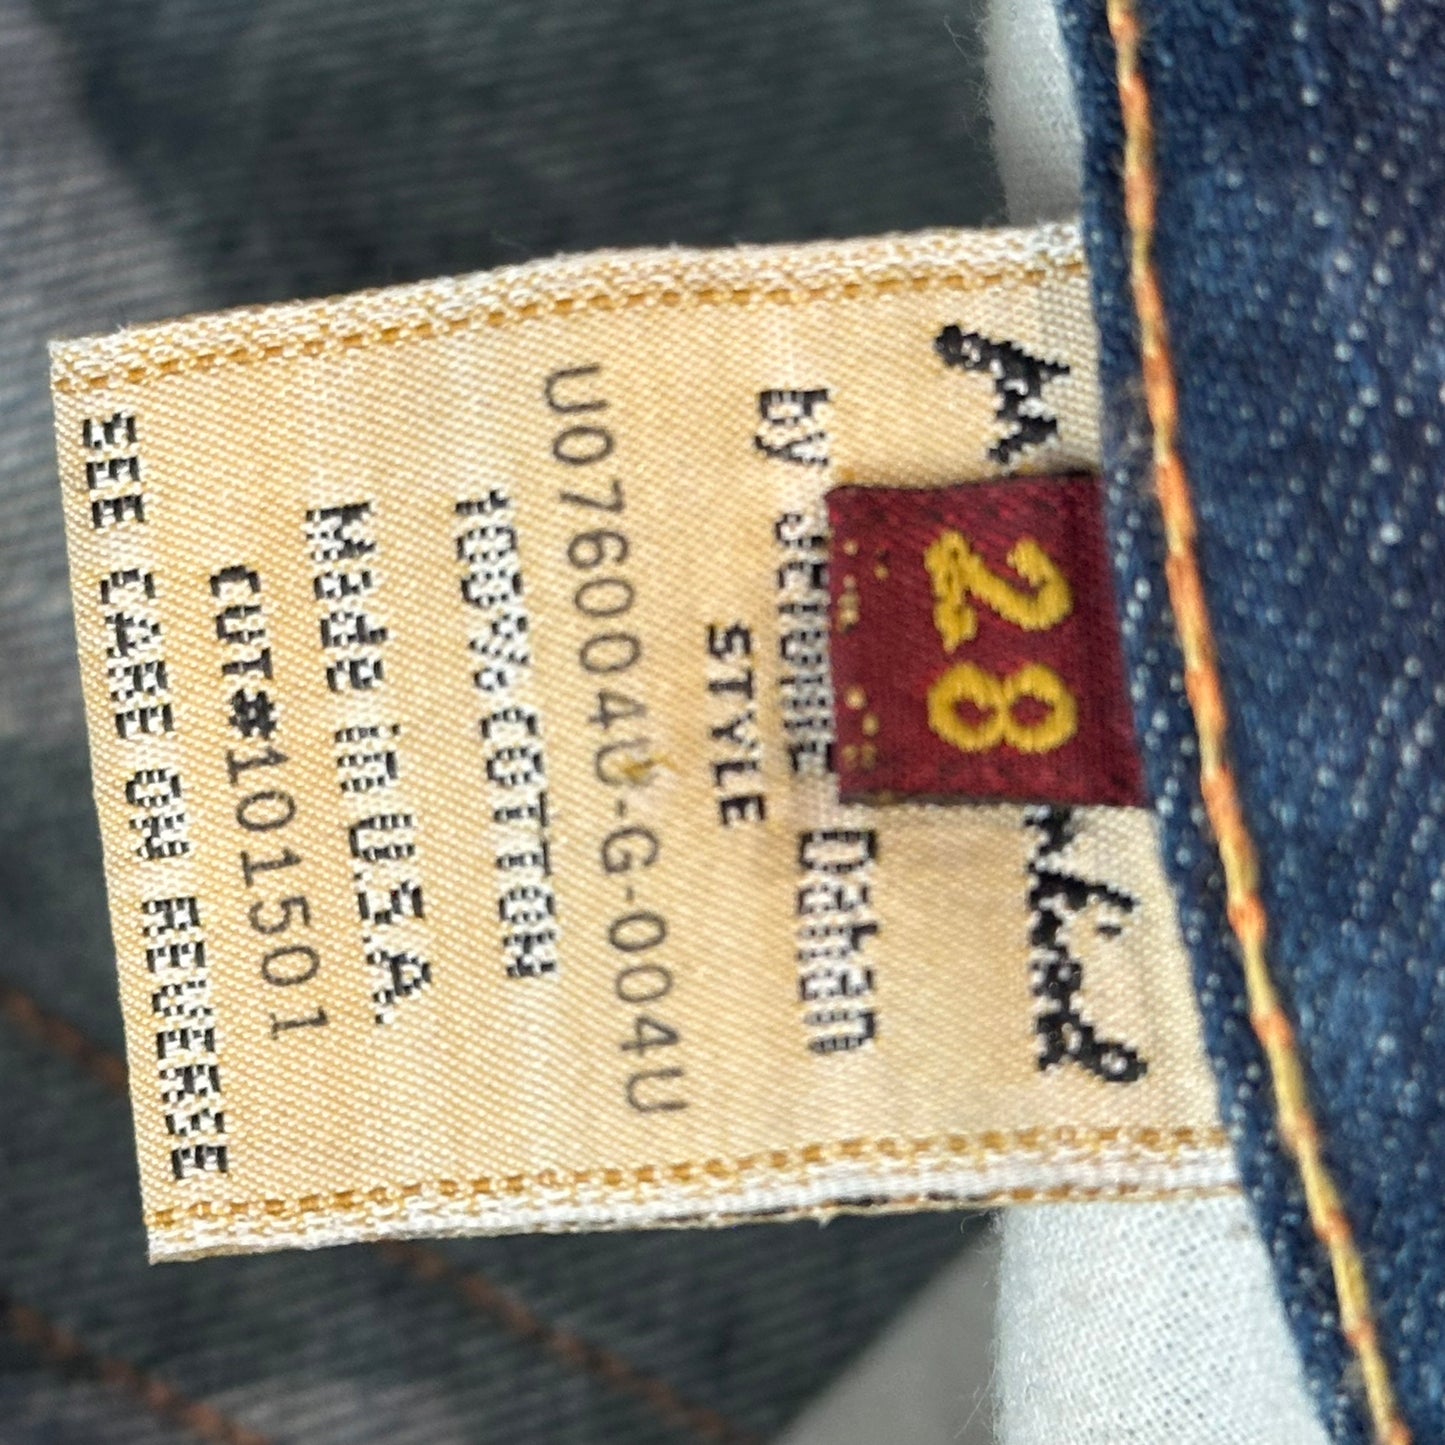 28
by Jerome Dahan
STYLE
U076004U-G-004U
100% COTTON
Made in U.S.A.
CUT#101501
SEE CARE ON REVERSE